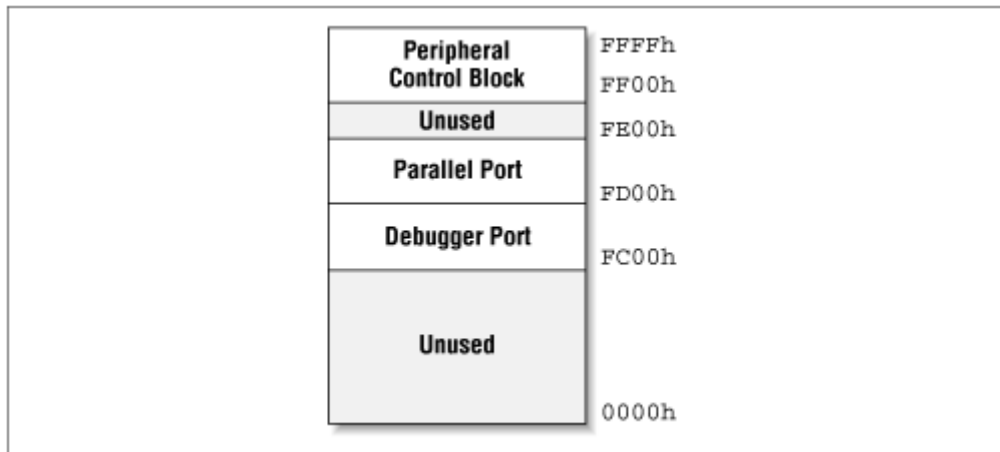 Peripheral
Control Block
FFFFh
FF00h
Unused
FE00h
Parallel Port
FD00h
Debugger Port
FC00h
Unused
0000h